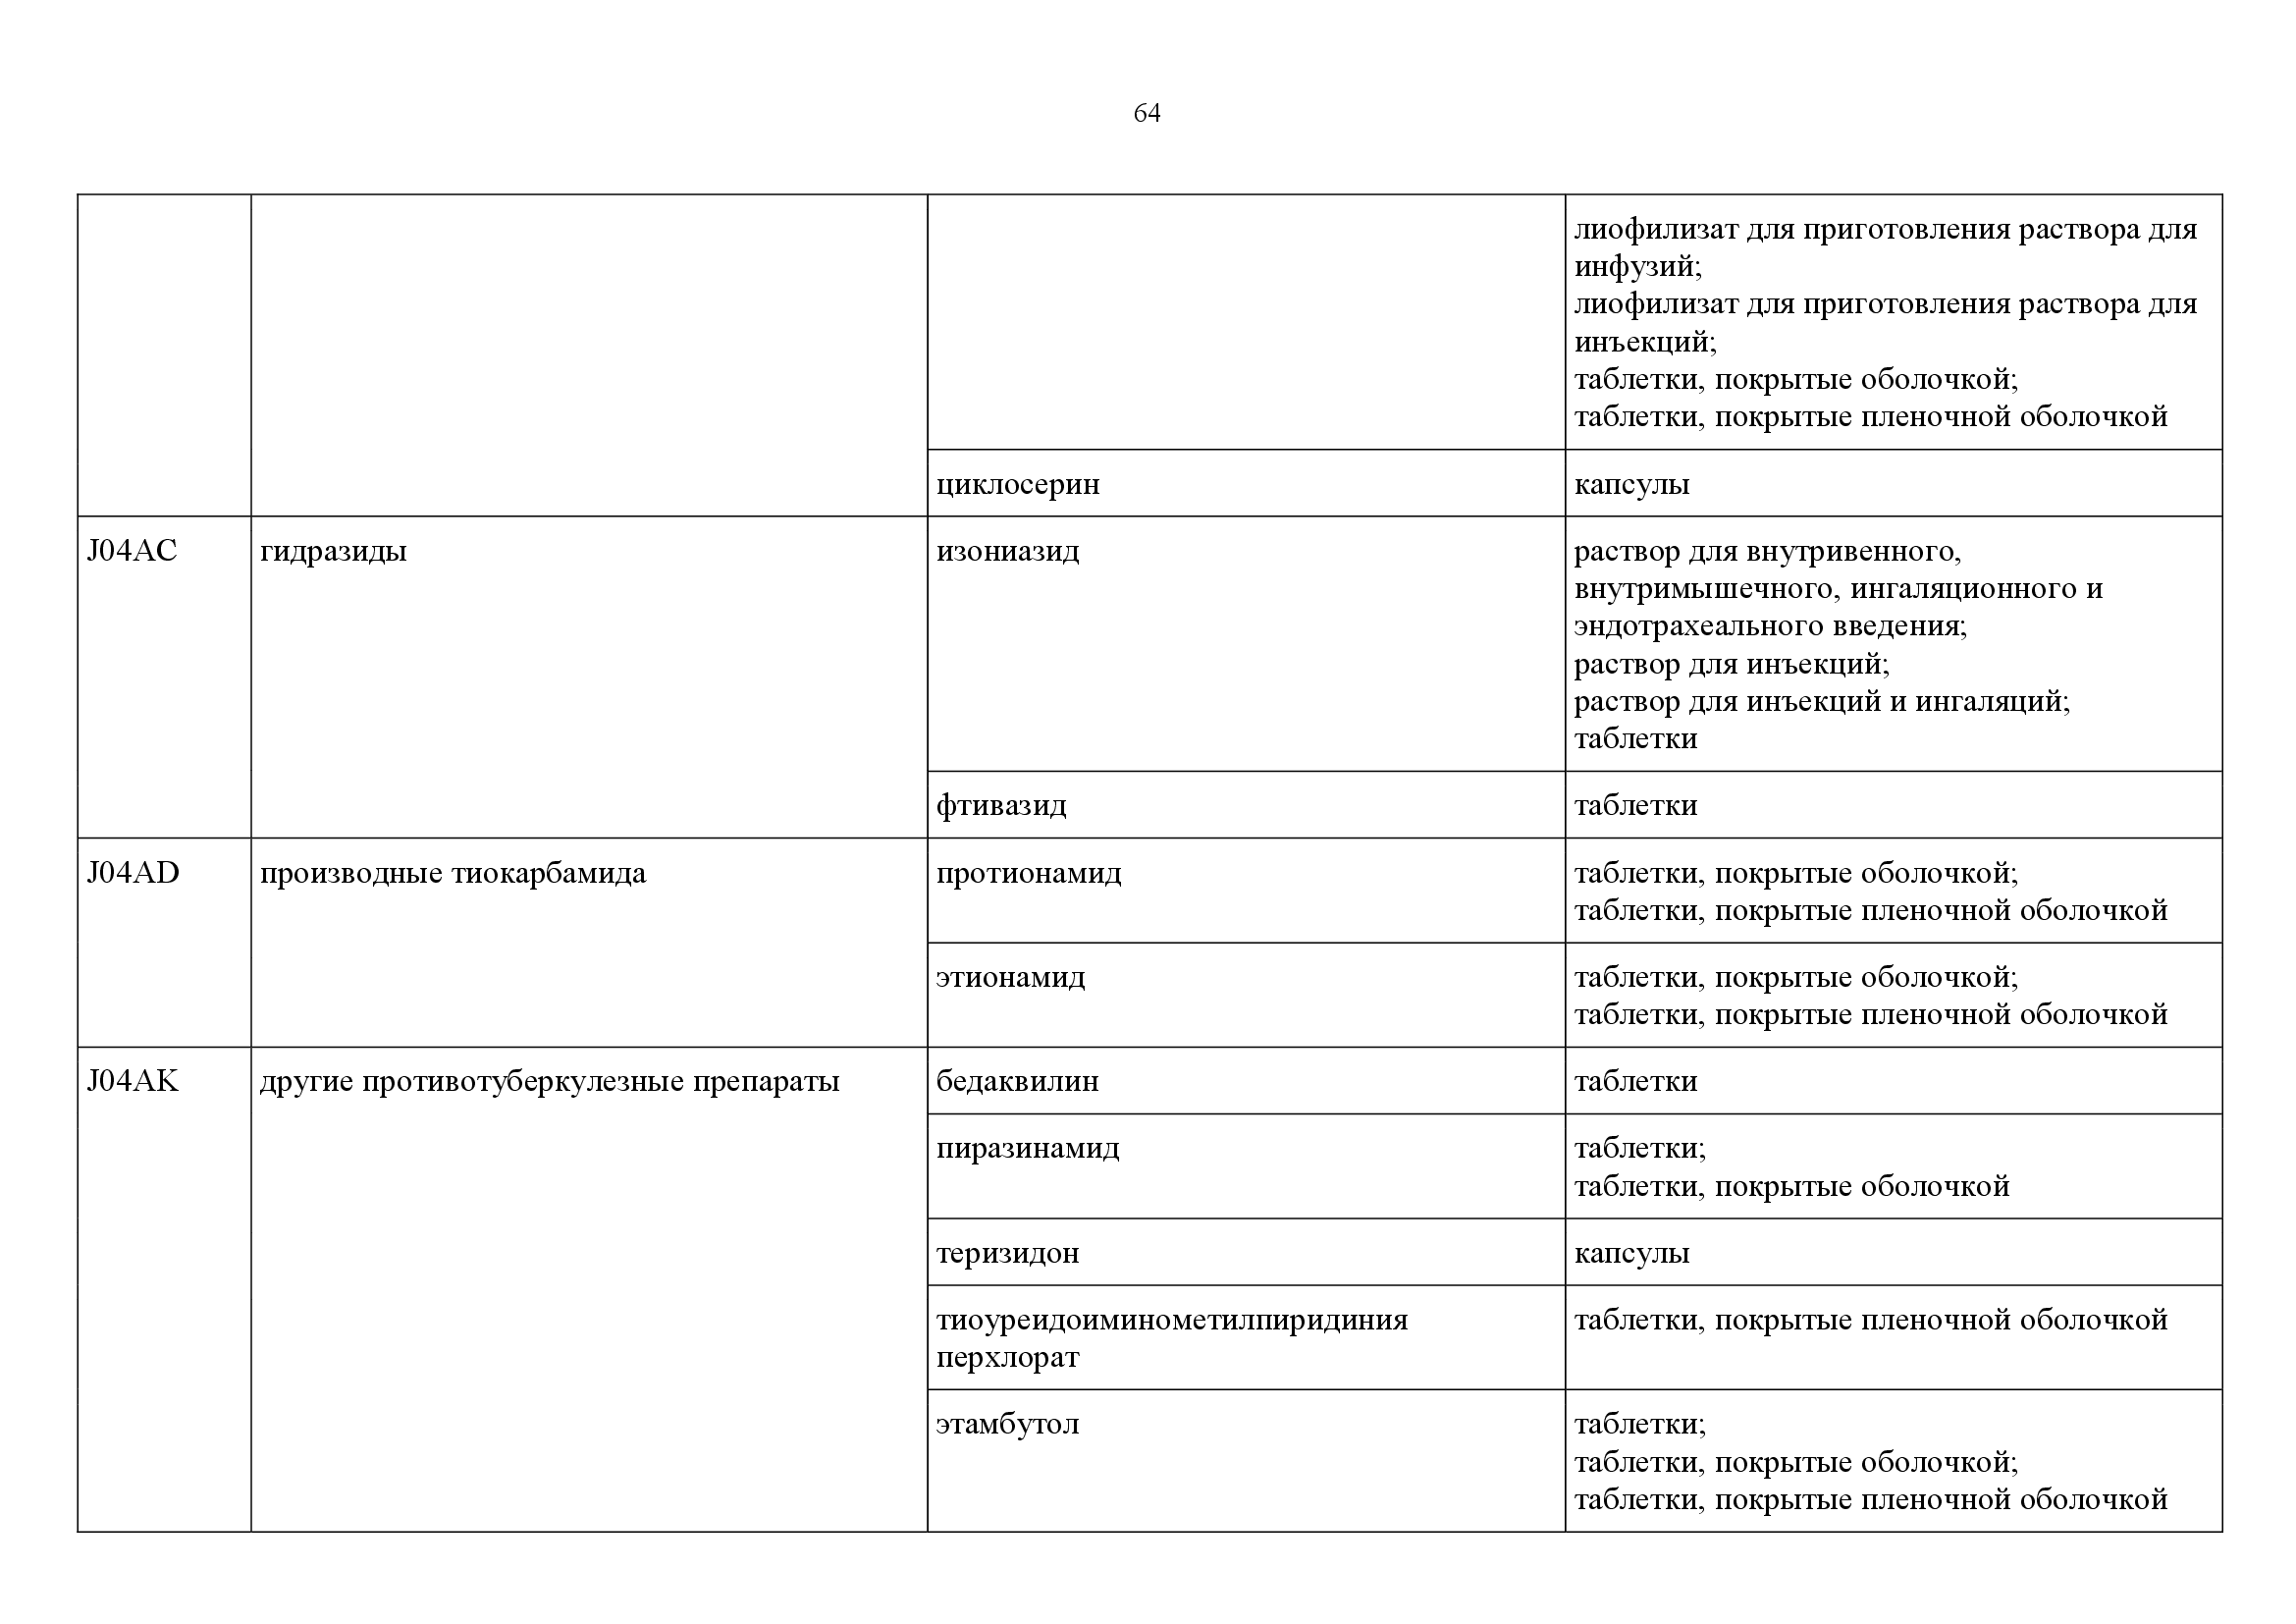 64
лиофилизат для приготовления раствора для
инфузий;
лиофилизат для приготовления раствора для
инъекций;
таблетки, покрытые оболочкой;
таблетки, покрытые пленочной оболочкой
циклосерин
капсулы
J04AC
гидразиды
изониазид
раствор для внутривенного,
внутримышечного, ингаляционного и
эндотрахеального введения;
раствор для инъекций;
раствор для инъекций и ингаляций;
таблетки
фтивазид
таблетки
J04AD
производные тиокарбамида
протионамид
таблетки, покрытые оболочкой;
таблетки, покрытые пленочной оболочкой
этионамид
таблетки, покрытые оболочкой;
таблетки, покрытые пленочной оболочкой
J04AK
другие противотуберкулезные препараты
бедаквилин
таблетки
пиразинамид
таблетки;
таблетки, покрытые оболочкой
теризидон
капсулы
тиоуреидоиминометилпиридиния
перхлорат
таблетки, покрытые пленочной оболочкой
этамбутол
таблетки;
таблетки, покрытые оболочкой;
таблетки, покрытые пленочной оболочкой